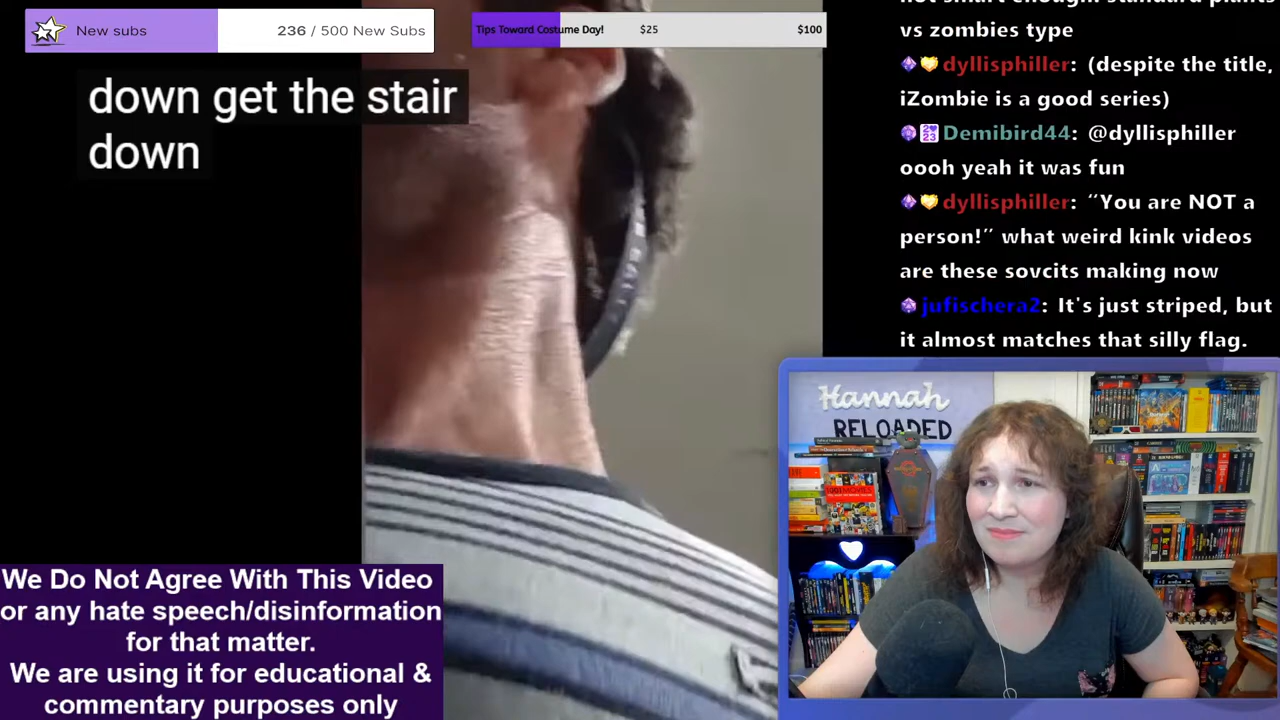 New subs
236 / 500 New Subs
Tips Toward Costume Day!
$25
$100
down get the stair
down
vs zombies type
dyllisphiller: (despite the title,
iZombie is a good series)
Demibird44: @dyllisphiller
oooh yeah it was fun
dyllisphiller: “You are NOT a
person!” what weird kink videos
are these sovcits making now
jufischera2: It's just striped, but
it almost matches that silly flag.
Hannah
RELOADED
We Do Not Agree With This Video
or any hate speech/disinformation
for that matter.
We are using it for educational &
commentary purposes only